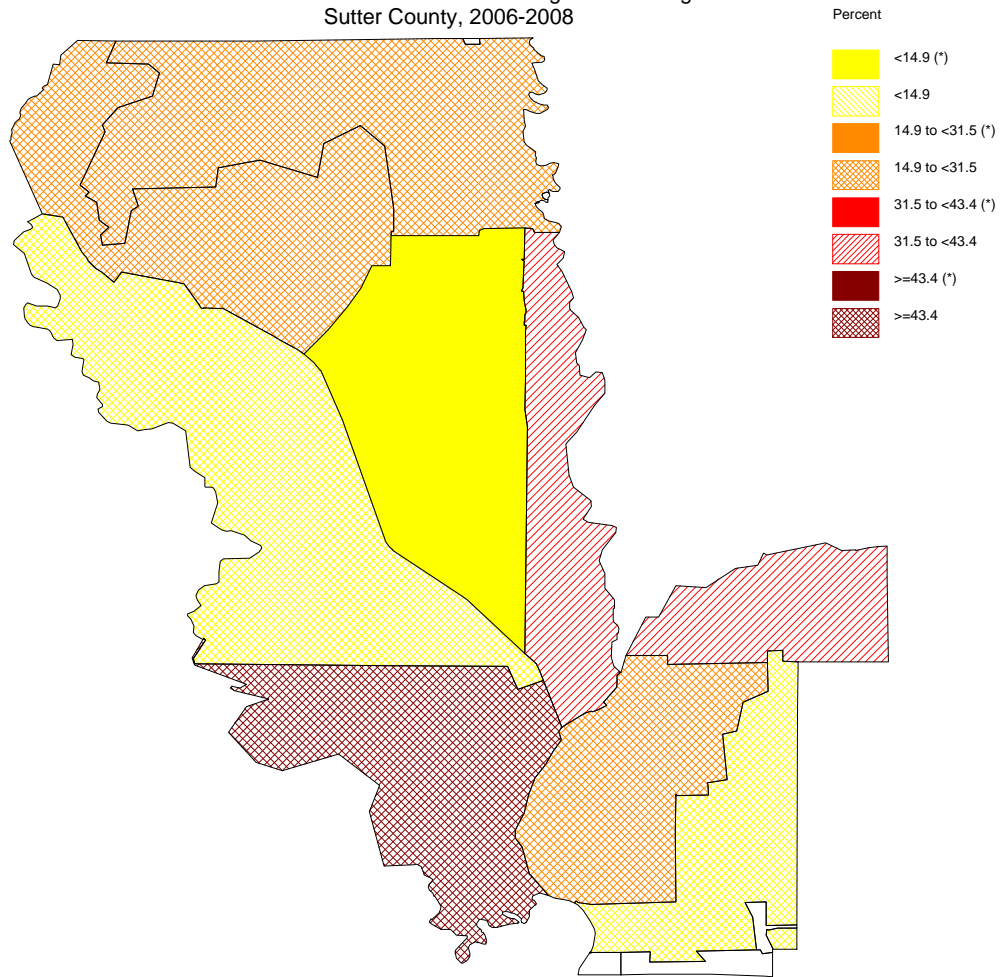 Sutter County, 2006-2008
Percent
<14.9 (*)
<14.9
14.9 to <31.5 (*)
14.9 to <31.5
31.5 to <43.4 (*)
31.5 to <43.4
>=43.4 (*)
>=43.4